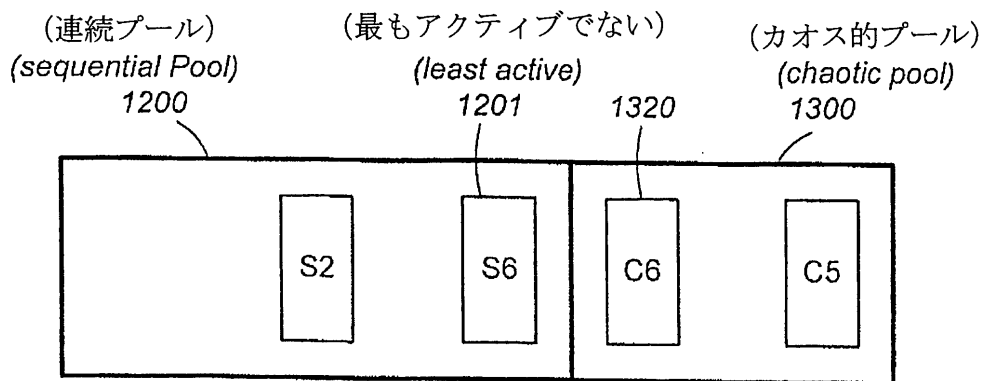 (連続プール)
(sequential Pool)
1200
(最もアクティブでない)
(least active)
1201
1320
(カオス的プール)
(chaotic pool)
1300
S2
S6
C6
C5